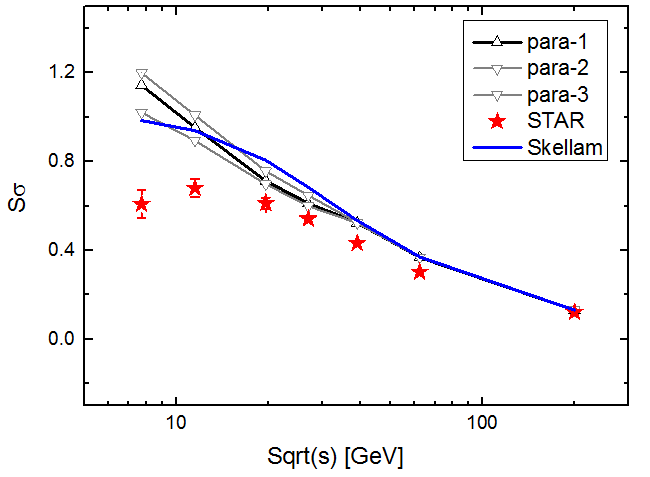 para-1
para-2
para-3
STAR
Skellam
1.2
0.8
0.4
0.0
Sσ
10
100
Sqrt(s) [GeV]